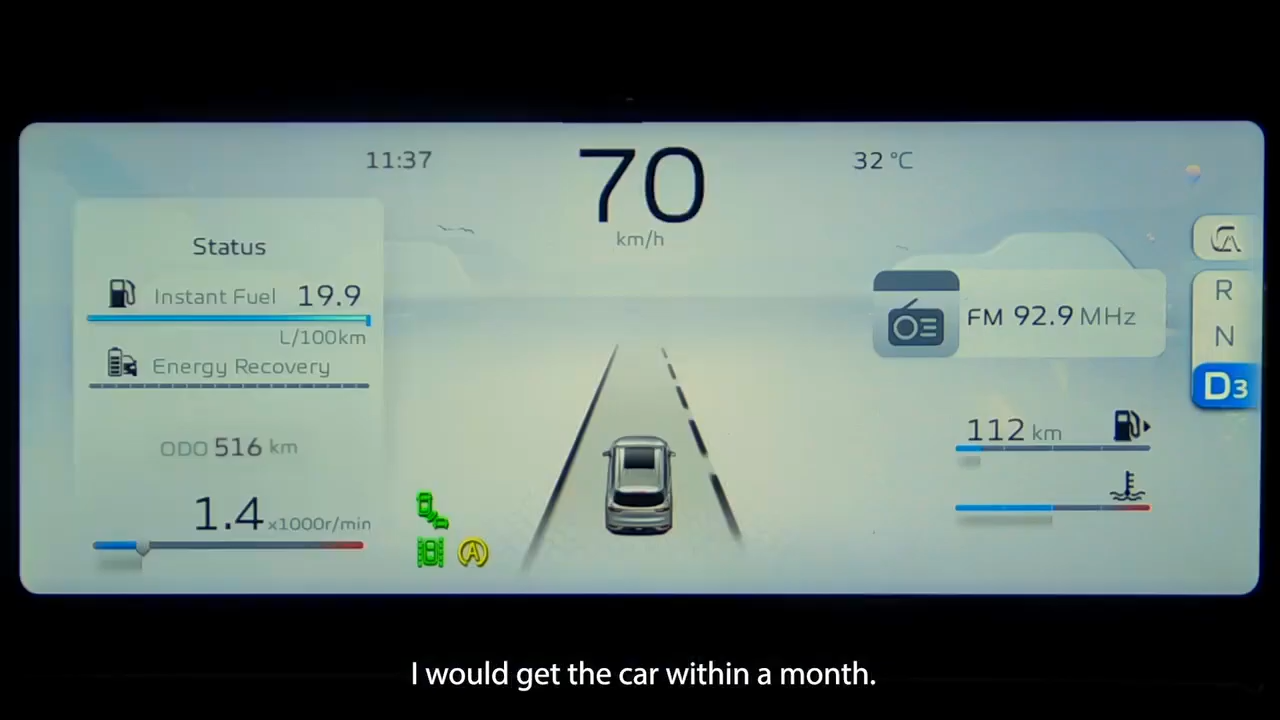 11:37
70
km/h
32 °C
Status
Instant Fuel 19.9
L/100km
Energy Recovery
ODO 516 km
1.4 x1000r/min
A
FM 92.9 MHz
R
N
D3
112 km
I would get the car within a month.